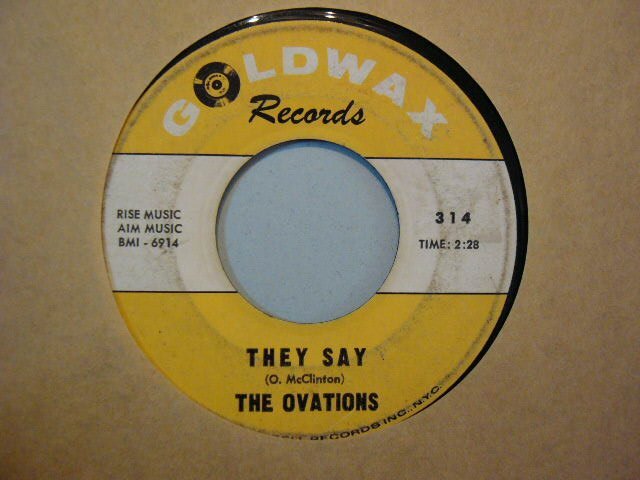 GOLDWAX
Records
RISE MUSIC
AIM MUSIC
BMI - 6914
314
TIME: 2:28
THEY SAY
(O. McClinton)
THE OVATIONS
RECORDS INC., N.Y.C.